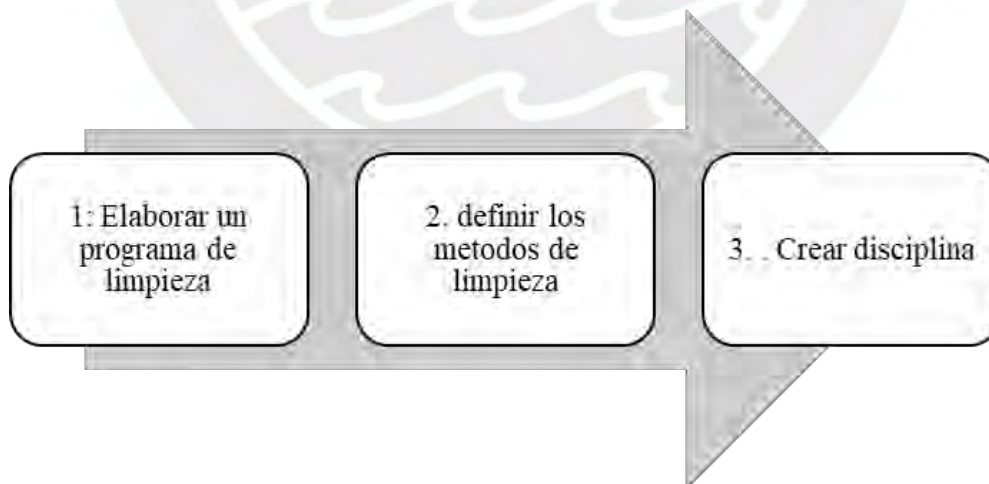 1: Elaborar un
programa de
limpieza
2. definir los
metodos de
limpieza
3. . Crear disciplina